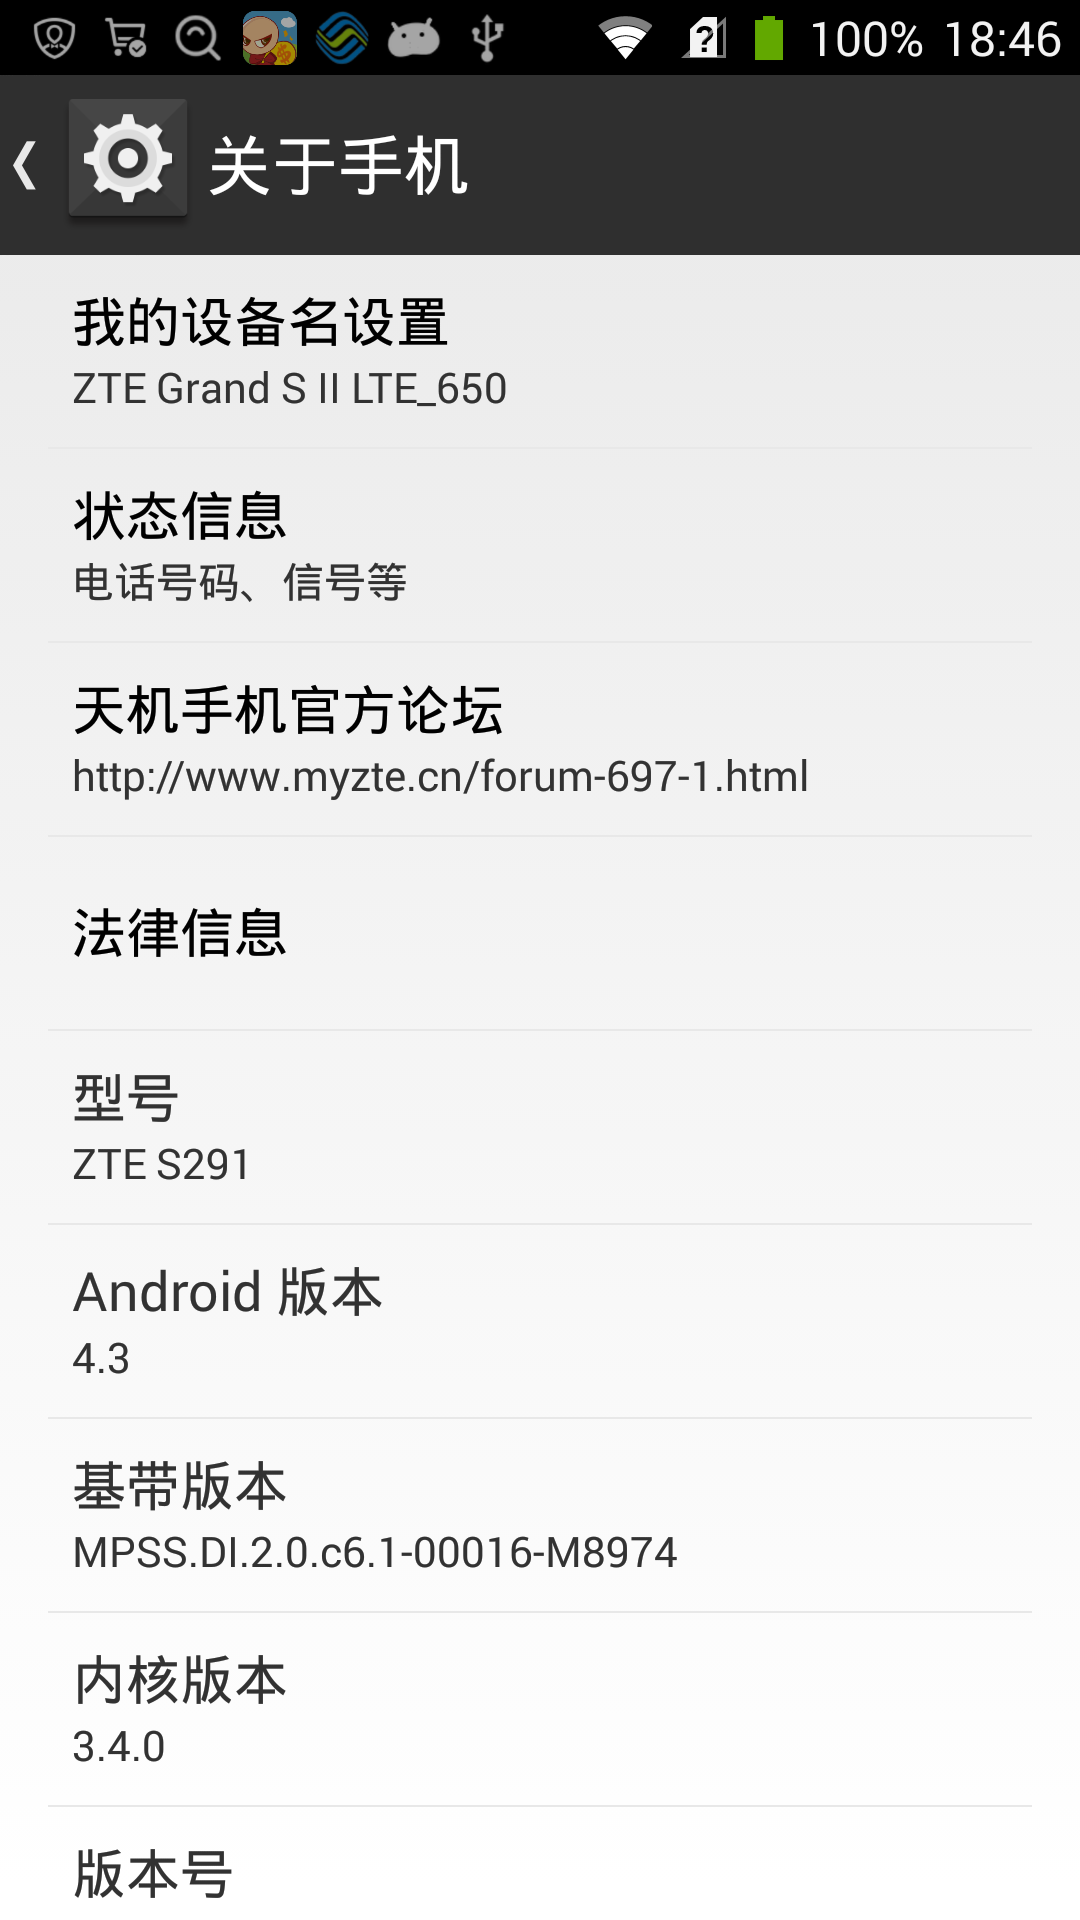 100% 18:46
关于手机
我的设备名设置
ZTE Grand S II LTE_650
状态信息
电话号码、信号等
天机手机官方论坛
http://www.myzte.cn/forum-697-1.html
法律信息
型号
ZTE S291
Android 版本
4.3
基带版本
MPSS.DI.2.0.c6.1-00016-M8974
内核版本
3.4.0
版本号